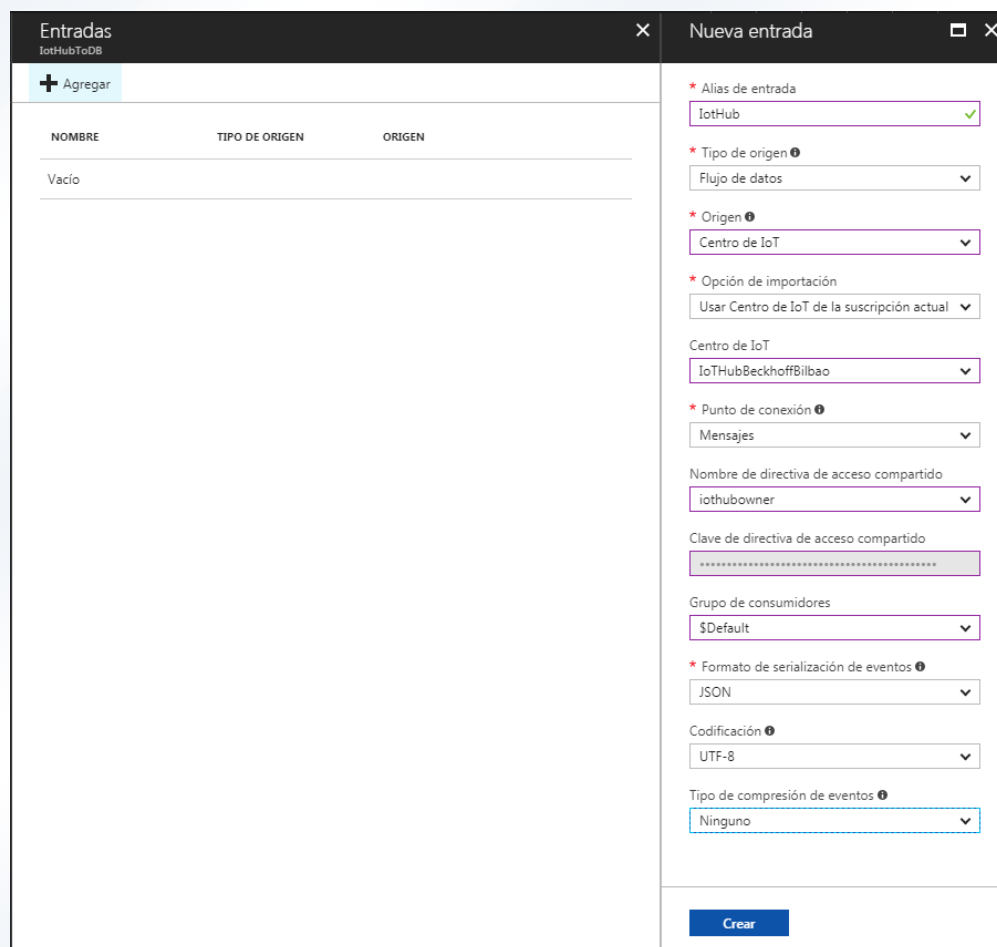 Entradas
IotHubToDB
Agregar
NOMBRE TIPO DE ORIGEN ORIGEN
Vacío
Nueva entrada
* Alias de entrada
IotHub
* Tipo de origen
Flujo de datos
* Origen
Centro de IoT
* Opción de importación
Usar Centro de IoT de la suscripción actual
Centro de IoT
IoTHubBeckhoffBilbao
* Punto de conexión
Mensajes
Nombre de directiva de acceso compartido
iothubowner
Clave de directiva de acceso compartido
Grupo de consumidores
$Default
* Formato de serialización de eventos
JSON
Codificación
UTF-8
Tipo de compresión de eventos
Ninguno
Crear